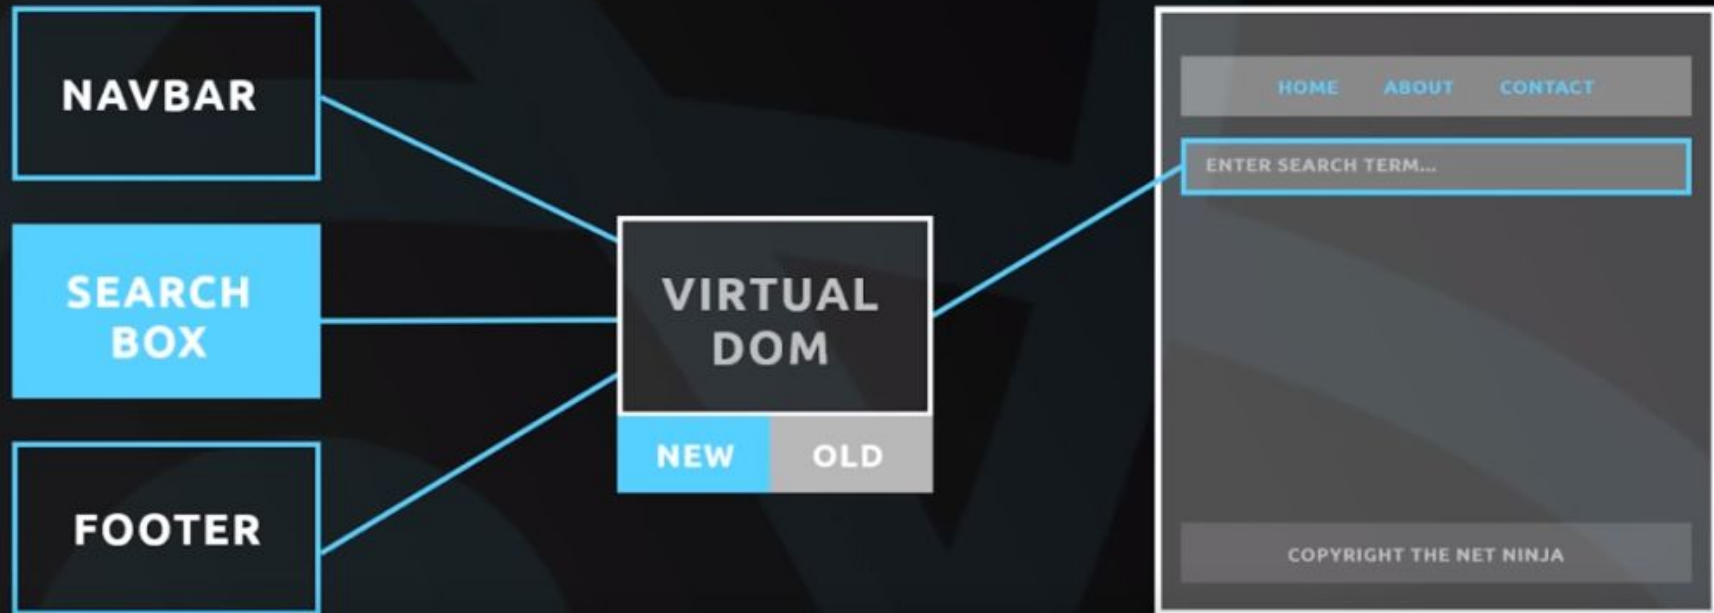 NAVBAR
SEARCH
BOX
FOOTER
VIRTUAL
DOM
NEW OLD
HOME ABOUT CONTACT
ENTER SEARCH TERM...
COPYRIGHT THE NET NINJA